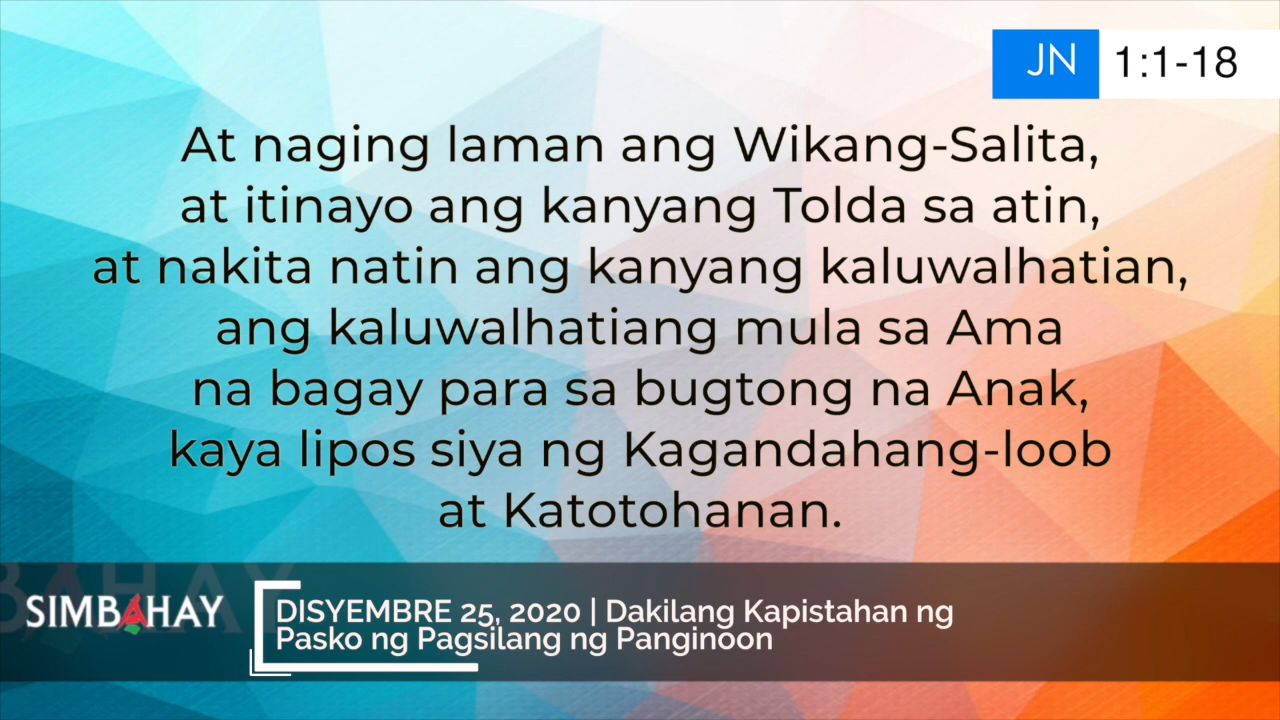 JN 1:1-18
At naging laman ang Wikang-Salita,
at itinayo ang kanyang Tolda sa atin,
at nakita natin ang kanyang kaluwalhatian,
ang kaluwalhatiang mula sa Ama
na bagay para sa bugtong na Anak,
kaya lipos siya ng Kagandahang-loob
at Katotohanan.
SIMBAHAY
DISYEMBRE 25, 2020 | Dakilang Kapistahan ng
Pasko ng Pagsilang ng Panginoon